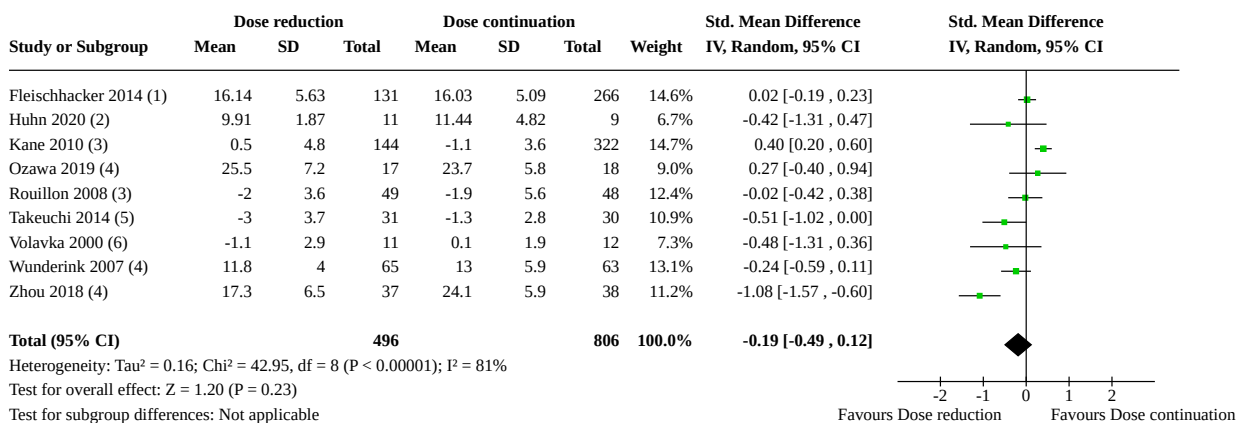 Dose reduction Dose continuation Std. Mean Difference Std. Mean Difference
Study or Subgroup Mean SD Total Mean SD Total Weight IV, Random, 95% CI IV, Random, 95% CI
Fleischhacker 2014 (1) 16.14 5.63 131 16.03 5.09 266 14.6% 0.02 [-0.19 , 0.23]
Huhn 2020 (2) 9.91 1.87 11 11.44 4.82 9 6.7% -0.42 [-1.31 , 0.47]
Kane 2010 (3) 0.5 4.8 144 -1.1 3.6 322 14.7% 0.40 [0.20 , 0.60]
Ozawa 2019 (4) 25.5 7.2 17 23.7 5.8 18 9.0% 0.27 [-0.40 , 0.94]
Rouillon 2008 (3) -2 3.6 49 -1.9 5.6 48 12.4% -0.02 [-0.42 , 0.38]
Takeuchi 2014 (5) -3 3.7 31 -1.3 2.8 30 10.9% -0.51 [-1.02 , 0.00]
Volavka 2000 (6) -1.1 2.9 11 0.1 1.9 12 7.3% -0.48 [-1.31 , 0.36]
Wunderink 2007 (4) 11.8 4 65 13 5.9 63 13.1% -0.24 [-0.59 , 0.11]
Zhou 2018 (4) 17.3 6.5 37 24.1 5.9 38 11.2% -1.08 [-1.57 , -0.60]
Total (95% CI) 496 806 100.0% -0.19 [-0.49 , 0.12]
Heterogeneity: Tau² = 0.16; Chi² = 42.95, df = 8 (P < 0.00001); I² = 81%
Test for overall effect: Z = 1.20 (P = 0.23) -2 -1 0 1 2
Test for subgroup differences: Not applicable Favours Dose reduction Favours Dose continuation